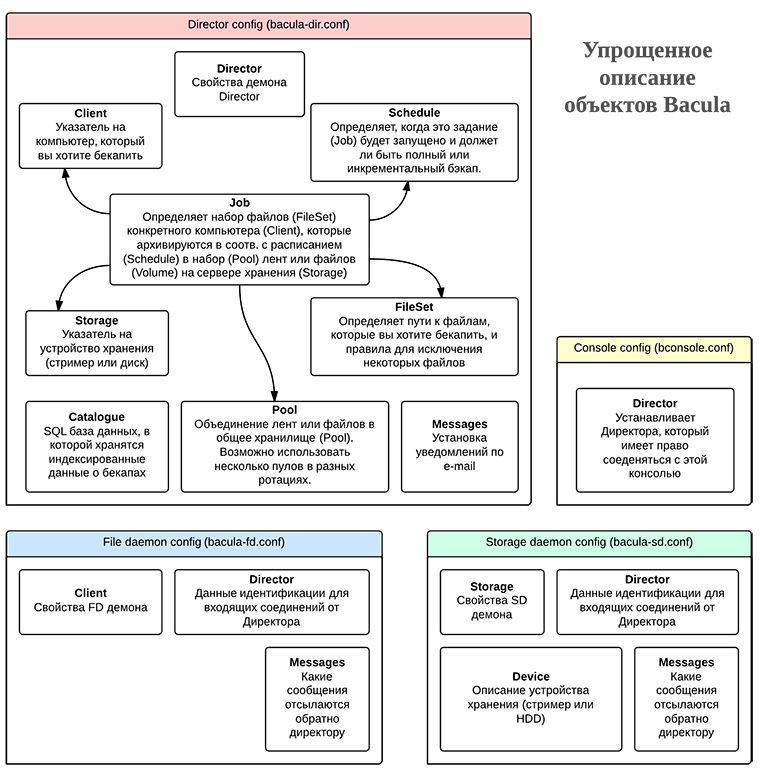 Director config (bacula-dir.conf)
Упрощенное
описание
объектов Bacula
Director
Свойства демона
Director
Client
Указатель на
компьютер, который
вы хотите бекапить
Schedule
Определяет, когда это задание
(Job) будет запущено и должет
ли быть полный или
инкрементальный бэкап.
Job
Определяет набор файлов (FileSet)
конкретного компьютера (Client), которые
архивируются в соотв. с расписанием
(Schedule) в набор (Pool) лент или файлов
(Volume) на сервере хранения (Storage)
Storage
Указатель на
устройство хранения
(стример или диск)
FileSet
Определяет пути к файлам,
которые вы хотите бекапить, и
правила для исключения
некоторых файлов
Catalogue
SQL база данных, в
которой хранятся
индексированные
данные о бекапах
Pool
Объединение лент или файлов в
общее хранилище (Pool).
Возможно использовать
несколько пулов в разных
ротациях.
Messages
Установка
уведомлений по
e-mail
Console config (bconsole.conf)
Director
Устанавливает
Директора, который
имеет право
соеденяться с этой
консолью
File daemon config (bacula-fd.conf)
Client
Свойства FD демона
Director
Данные идентификации для
входящих соединений от
Директора
Messages
Какие
сообщения
отсылаются
обратно
директору
Storage daemon config (bacula-sd.conf)
Storage
Свойства SD
демона
Director
Данные идентификации для
входящих соединений от
Директора
Device
Описание устройства
хранения (стример или
HDD)
Messages
Какие
сообщения
отсылаются
обратно
директору